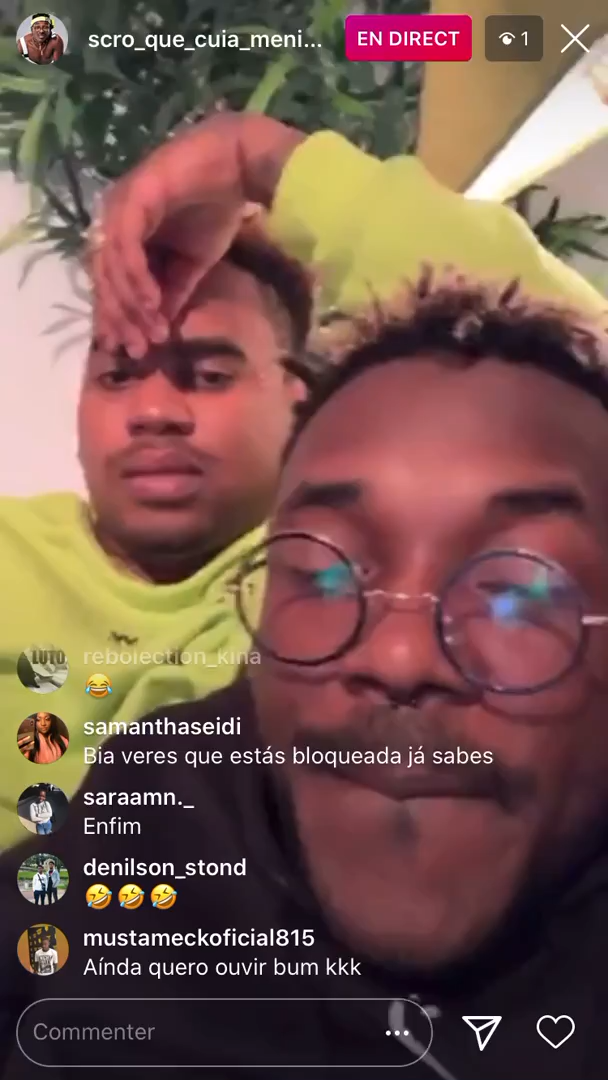 scro_que_cuia_meni...
EN DIRECT
1
LUTO
rebolection_kina
😂
samanthaseidi
Bia veres que estás bloqueada já sabes
saraamn._
Enfim
denilson_stond
🤣🤣🤣
mustameckoficial815
Aínda quero ouvir bum kkk
Commenter